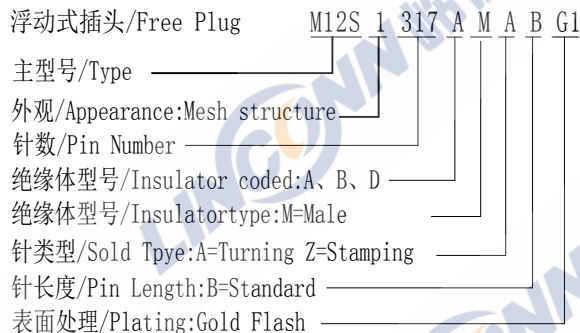 浮动式插头/Free Plug M12S 1 317 A M A B G1
主型号/Type
外观/Appearance:Mesh structure
针数/Pin Number
绝缘体型号/Insulator coded:A、B、D
绝缘体型号/Insulatortype:M=Male
针类型/Sold Tpye:A=Turning Z=Stamping
针长度/Pin Length:B=Standard
表面处理/Plating:Gold Flash
LINCONN